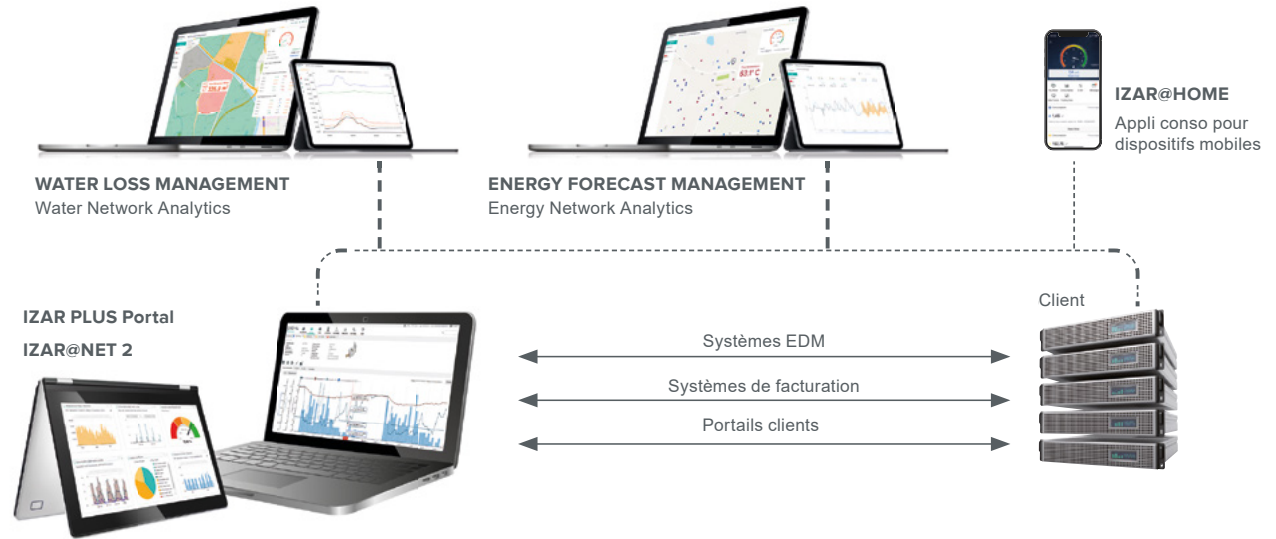 IZAR@HOME
Appli conso pour
dispositifs mobiles
WATER LOSS MANAGEMENT
Water Network Analytics
ENERGY FORECAST MANAGEMENT
Energy Network Analytics
IZAR PLUS Portal
IZAR@NET 2
Client
Systèmes EDM
Systèmes de facturation
Portails clients